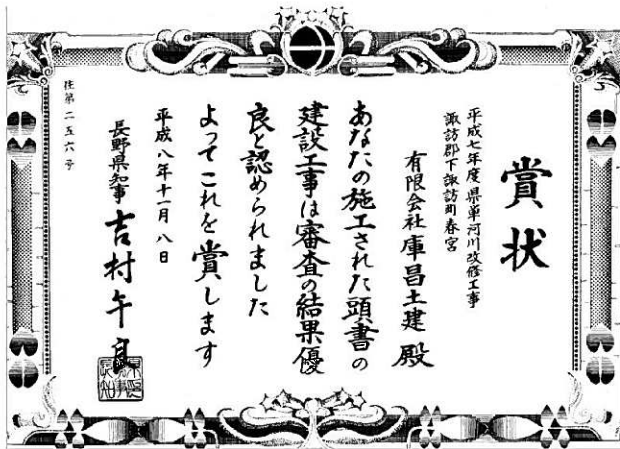 賞状
平成七年度 県単河川改修工事
諏訪郡下諏訪町春宮
有限会社庫昌土建 殿
あなたの施工された頭書の
建設工事は審査の結果優
良と認められました
よってこれを賞します
平成八年十一月八日
長野県知事 吉村午良
第二五六号